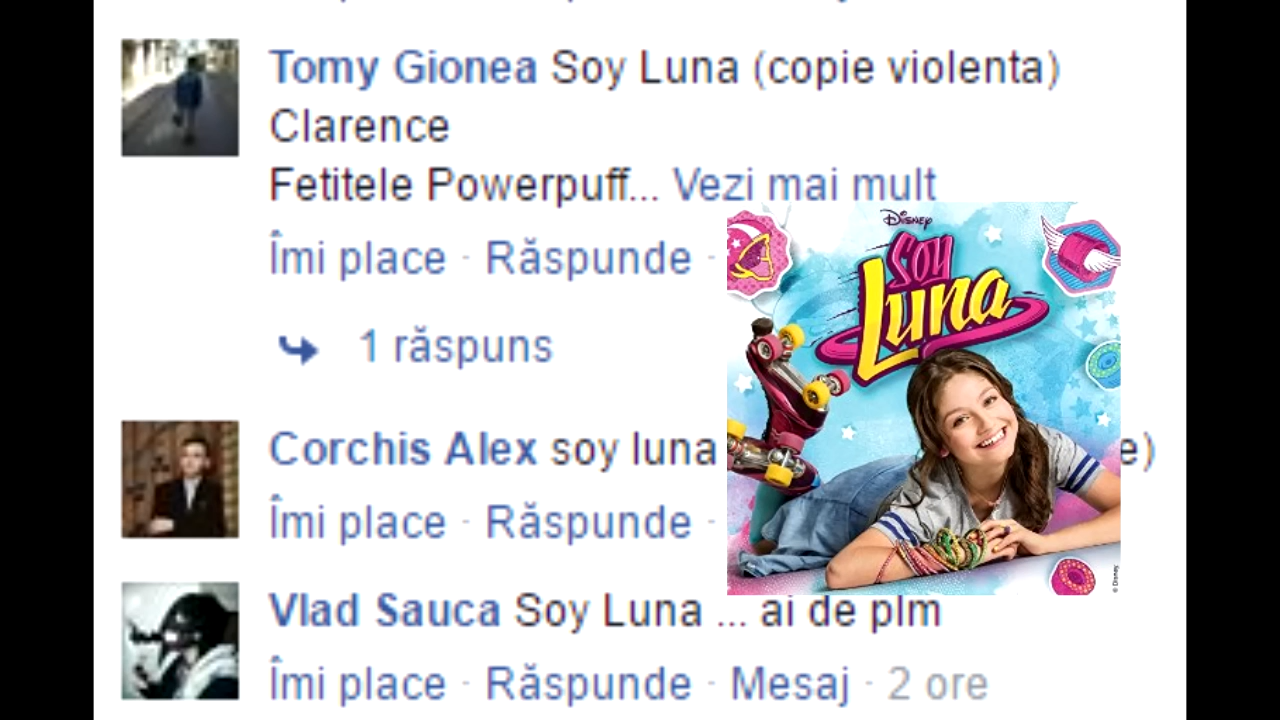 Tomy Gionea Soy Luna (copie violenta)
Clarence
Fetitele Powerpuff... Vezi mai mult
Îmi place · Răspunde ·
1 răspuns
Corchis Alex soy luna e)
Îmi place · Răspunde ·
Vlad Sauca Soy Luna ... ai de plm
Îmi place · Răspunde · Mesaj · 2 ore
Disney
SOY
Luna
© Disney